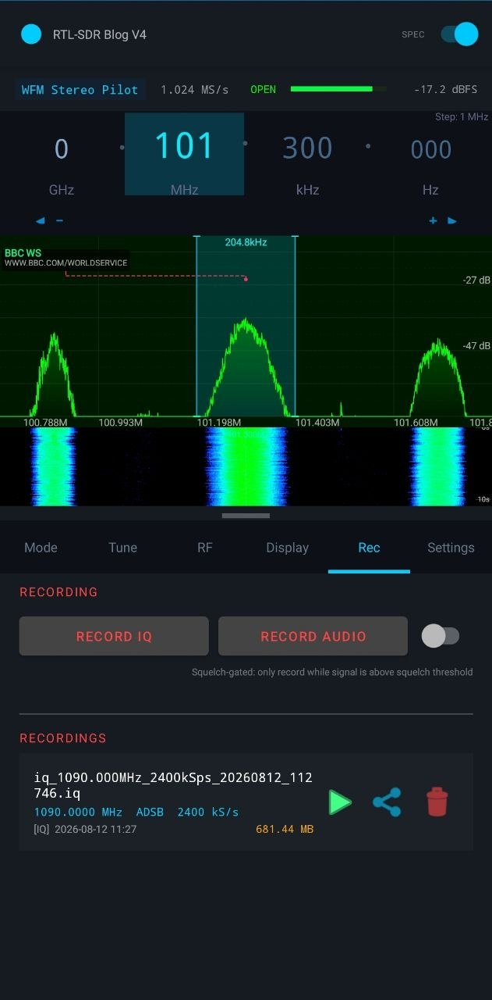 RTL-SDR Blog V4
SPEC
WFM Stereo Pilot 1.024 MS/s OPEN -17.2 dBFS
Step: 1 MHz
0 . 101 . 300 . 000
GHz MHz kHz Hz
◄ − + ►
204.8kHz
BBC WS
WWW.BBC.COM/WORLDSERVICE
-27 dB
-47 dB
100.788M 100.993M 101.198M 101.403M 101.608M 101.8
0s
10s
Mode Tune RF Display Rec Settings
RECORDING
RECORD IQ RECORD AUDIO
Squelch-gated: only record while signal is above squelch threshold
RECORDINGS
iq_1090.000MHz_2400kSps_20260812_112
746.iq
1090.0000 MHz ADSB 2400 kS/s
[IQ] 2026-08-12 11:27 681.44 MB